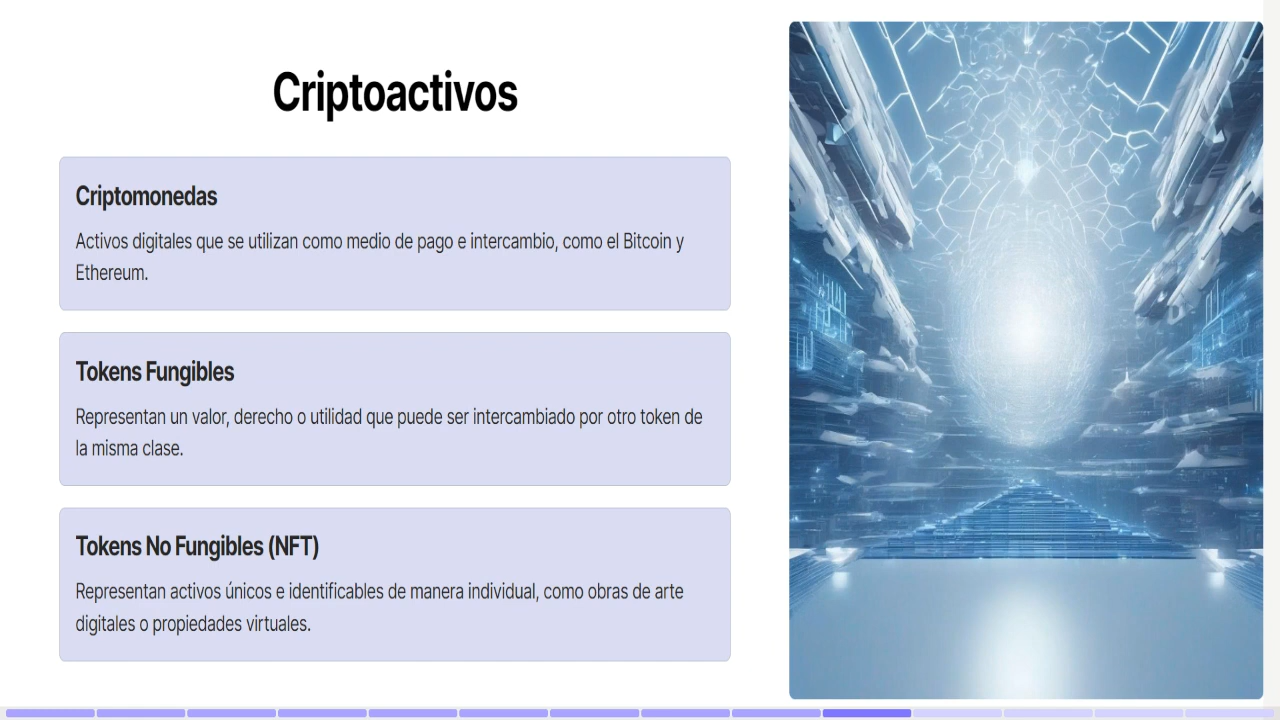 Criptoactivos
Criptomonedas
Activos digitales que se utilizan como medio de pago e intercambio, como el Bitcoin y
Ethereum.
Tokens Fungibles
Representan un valor, derecho o utilidad que puede ser intercambiado por otro token de
la misma clase.
Tokens No Fungibles (NFT)
Representan activos únicos e identificables de manera individual, como obras de arte
digitales o propiedades virtuales.